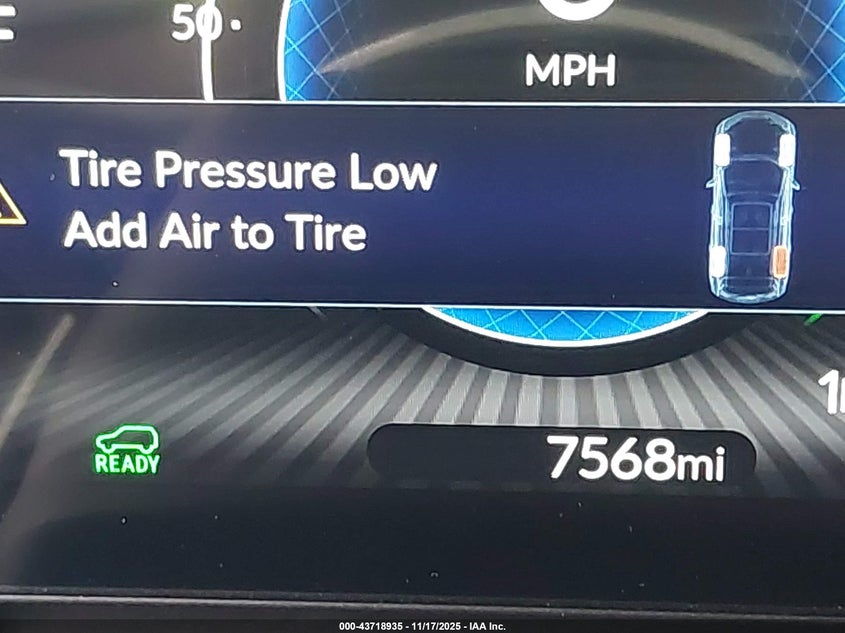 50
MPH
Tire Pressure Low
Add Air to Tire
READY
7568mi
000-43718935 - 11/17/2025 - IAA Inc.